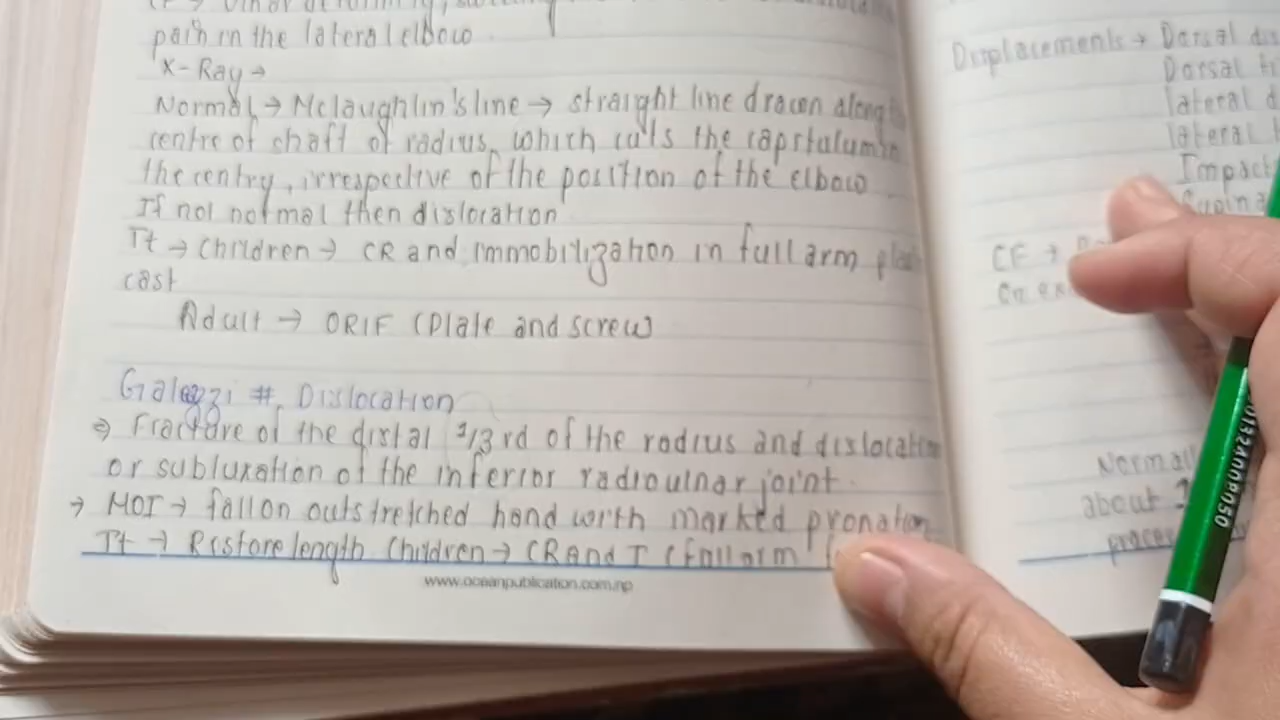 pain in the lateral elbow.
X-Ray →
Normal → Mclaughlin's line → straight line drawn along
centre of shaft of radius, which cuts the capitulum in
the centry, irrespective of the position of the elbow
If not normal then dislocation
Tt → Children → CR and immobilization in full arm
cast
Adult → ORIF (Plate and screw)
Galeazzi # Dislocation
⇒ Fracture of the distal 1/3rd of the radius and dislocation
or subluxation of the inferior radioulnar joint.
→ MOI → fall on outstretched hand with marked pronation
Tt → Restore length Children → CR and I (full arm
www.oceanpublication.com.np
Displacements → Dorsal
Dorsal
lateral
lateral
Impact
CF →
Normal
about